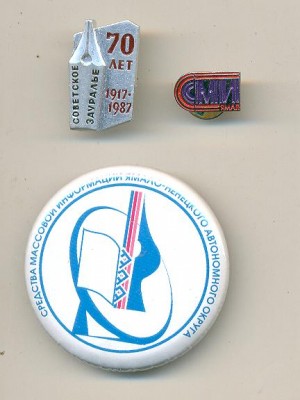 СОВЕТСКОЕ
ЗАУРАЛЬЕ
70
ЛЕТ
1917-
1987
СМИ
ЯМАЛ
СРЕДСТВА МАССОВОЙ ИНФОРМАЦИИ ЯМАЛО-НЕНЕЦКОГО АВТОНОМНОГО ОКРУГА